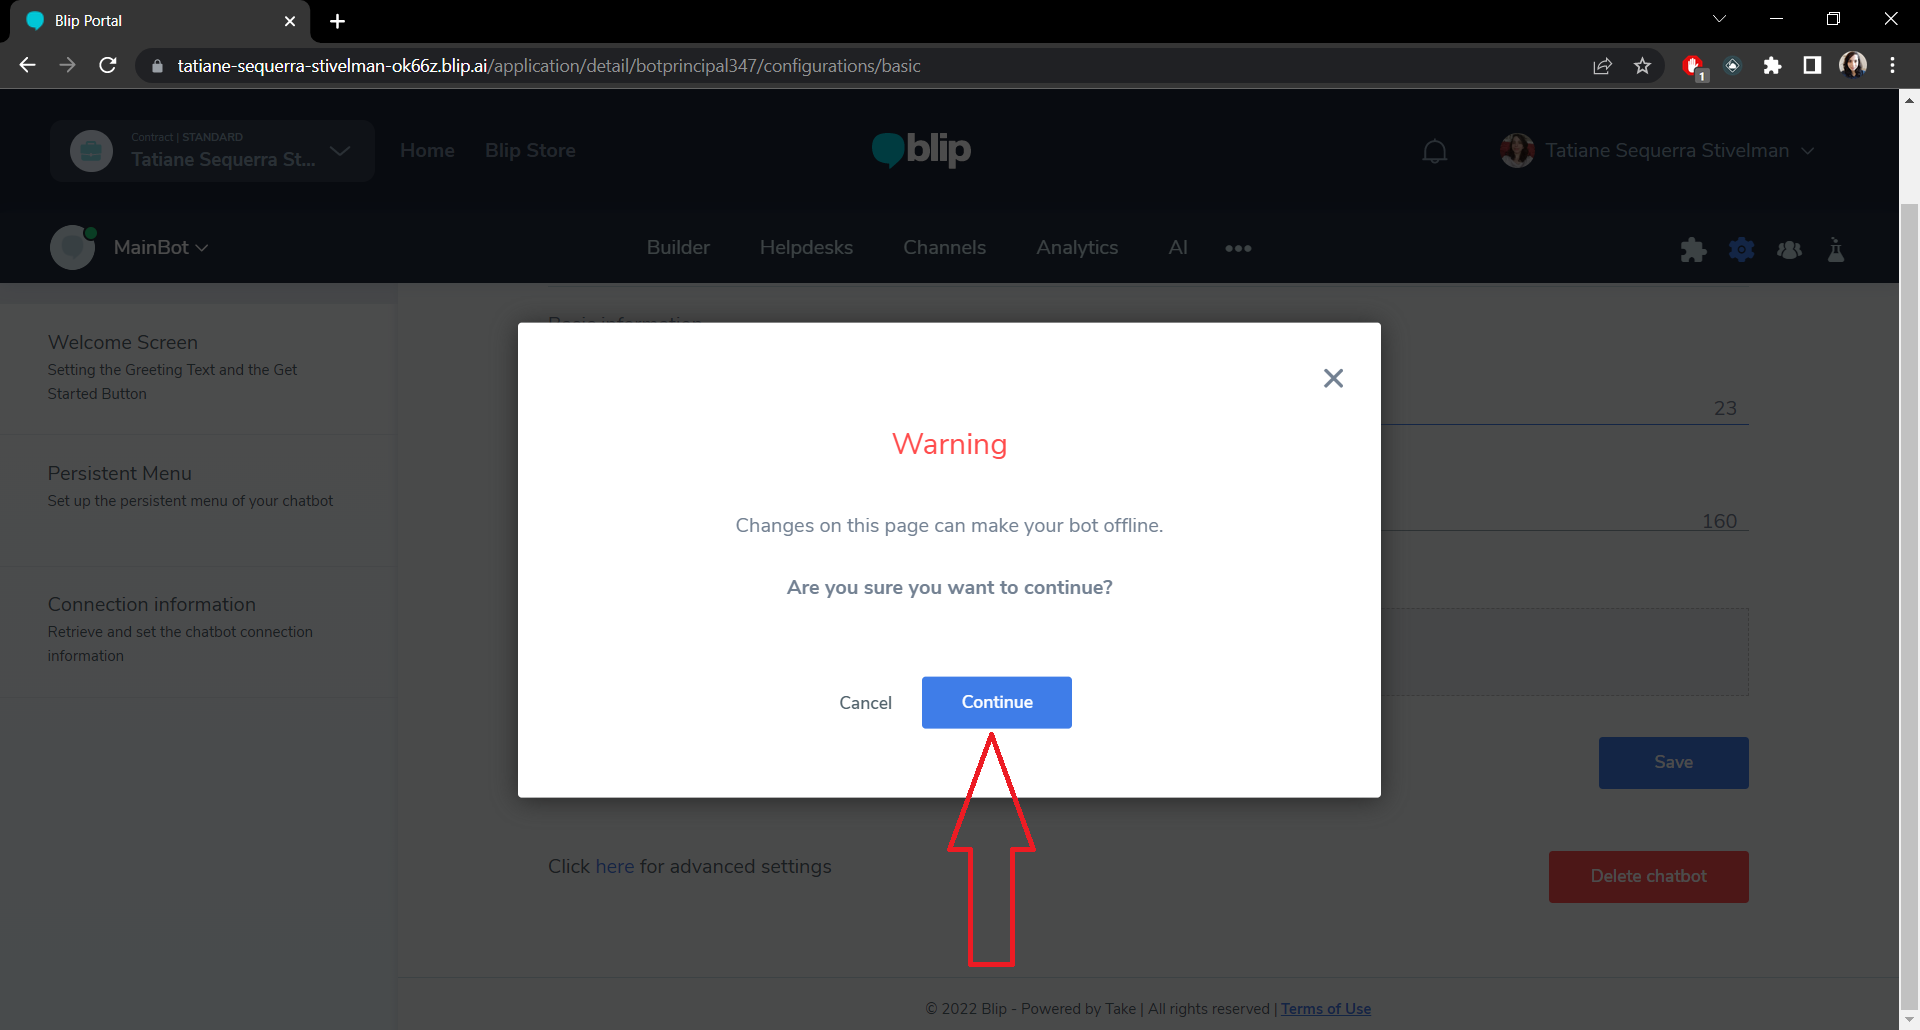 Blip Portal
tatiane-sequerra-stivelman-ok66z.blip.ai/application/detail/botprincipal347/configurations/basic
1
Contract | STANDARD
Tatiane Sequerra St...
Home
Blip Store
blip
Tatiane Sequerra Stivelman
MainBot
Builder
Helpdesks
Channels
Analytics
AI
Welcome Screen
Setting the Greeting Text and the Get
Started Button
Persistent Menu
Set up the persistent menu of your chatbot
Connection information
Retrieve and set the chatbot connection
information
Basic information
23
160
Warning
Changes on this page can make your bot offline.
Are you sure you want to continue?
Cancel
Continue
Save
Click here for advanced settings
Delete chatbot
© 2022 Blip - Powered by Take | All rights reserved | Terms of Use